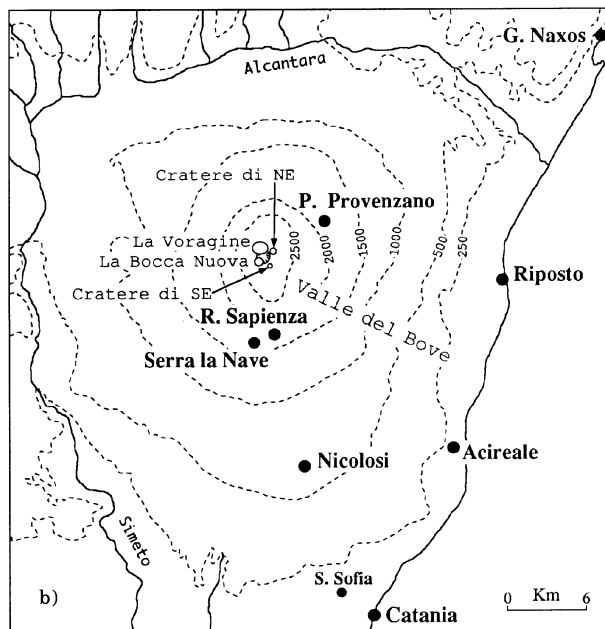 G. Naxos
Alcantara
Cratere di NE
P. Provenzano
La Voragine
La Bocca Nuova
Cratere di SE
2500
2000
1500
1000
500
250
Riposto
Valle del Bove
R. Sapienza
Serra la Nave
Nicolosi
Acireale
Simeto
S. Sofia
Catania
b)
0 Km 6